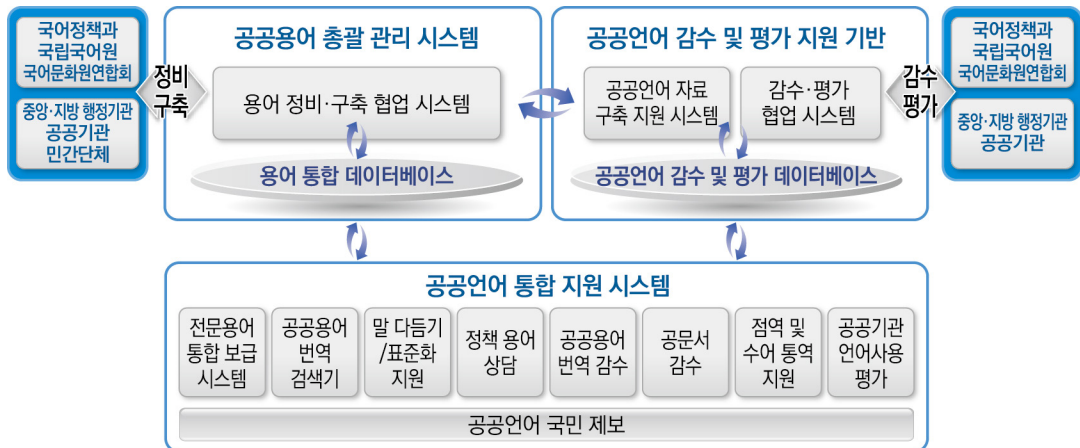 국어정책과
국립국어원
국어문화원연합회
중앙·지방 행정기관
공공기관
민간단체
정비
구축
공공용어 총괄 관리 시스템
용어 정비·구축 협업 시스템
용어 통합 데이터베이스
공공언어 감수 및 평가 지원 기반
공공언어 자료
구축 지원 시스템
감수·평가
협업 시스템
공공언어 감수 및 평가 데이터베이스
감수
평가
국어정책과
국립국어원
국어문화원연합회
중앙·지방 행정기관
공공기관
공공언어 통합 지원 시스템
전문용어
통합 보급
시스템
공공용어
번역
검색기
말 다듬기
/표준화
지원
정책 용어
상담
공공용어
번역 감수
공문서
감수
점역 및
수어 통역
지원
공공기관
언어사용
평가
공공언어 국민 제보